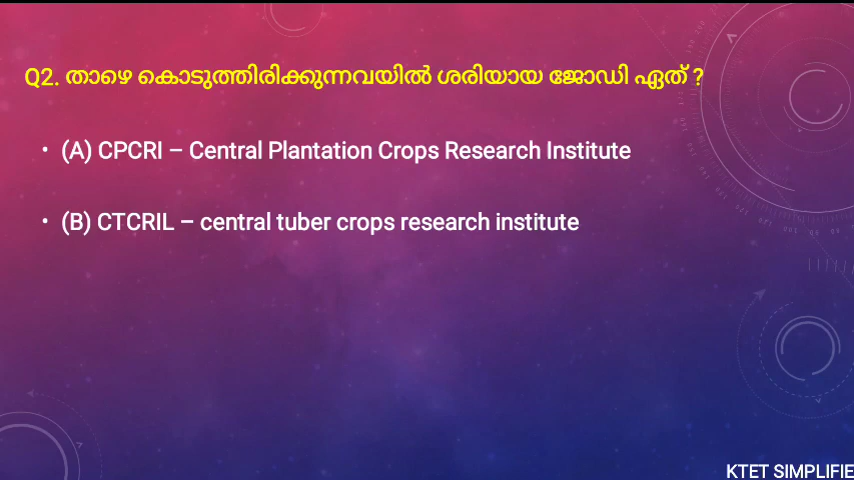 Q2. താഴെ കൊടുത്തിരിക്കുന്നവയിൽ ശരിയായ ജോഡി ഏത് ?
• (A) CPCRI – Central Plantation Crops Research Institute
• (B) CTCRIL – central tuber crops research institute
KTET SIMPLIFIE